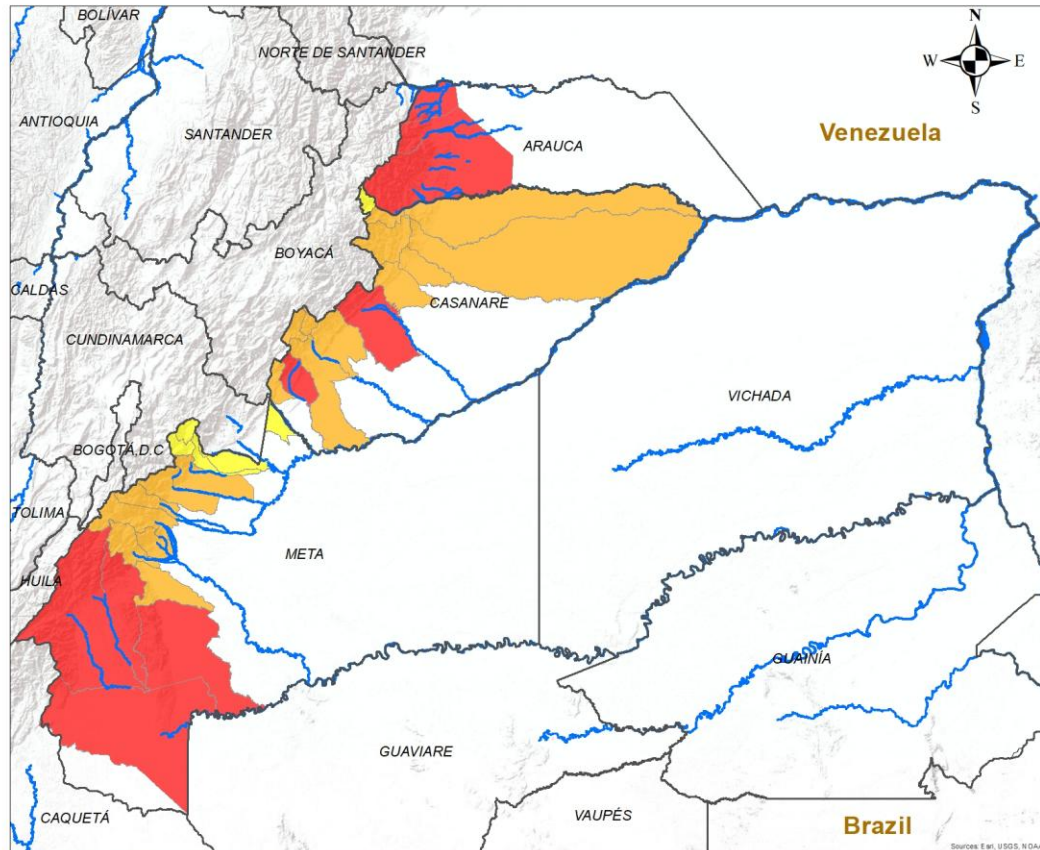 BOLÍVAR
N
NORTE DE SANTANDER
W
E
S
ANTIOQUIA
SANTANDER
Venezuela
ARAUCA
BOYACÁ
CALDAS
CASANARE
CUNDINAMARCA
VICHADA
BOGOTÁ,D.C
TOLIMA
META
HUILA
GUAINÍA
GUAVIARE
CAQUETÁ
VAUPÉS
Brazil
Sources: Esri, USGS, NOAA